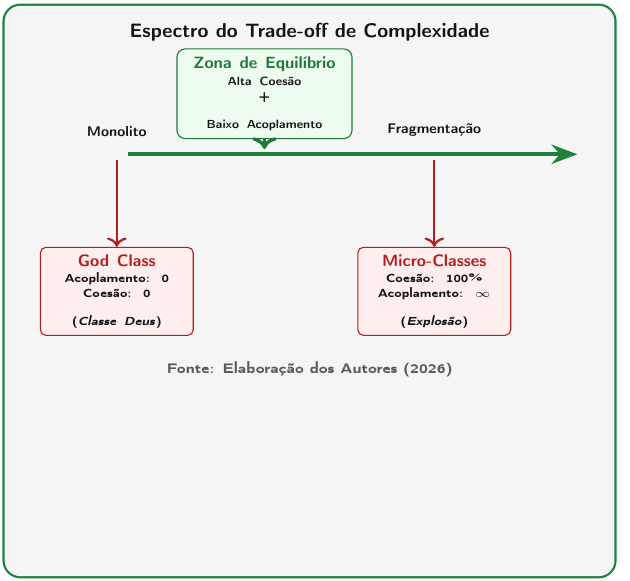 Espectro do Trade-off de Complexidade
Zona de Equilíbrio
Alta Coesão
+
Baixo Acoplamento
Monolito
Fragmentação
God Class
Acoplamento: 0
Coesão: 0
(Classe Deus)
Micro-Classes
Coesão: 100%
Acoplamento: ∞
(Explosão)
Fonte: Elaboração dos Autores (2026)